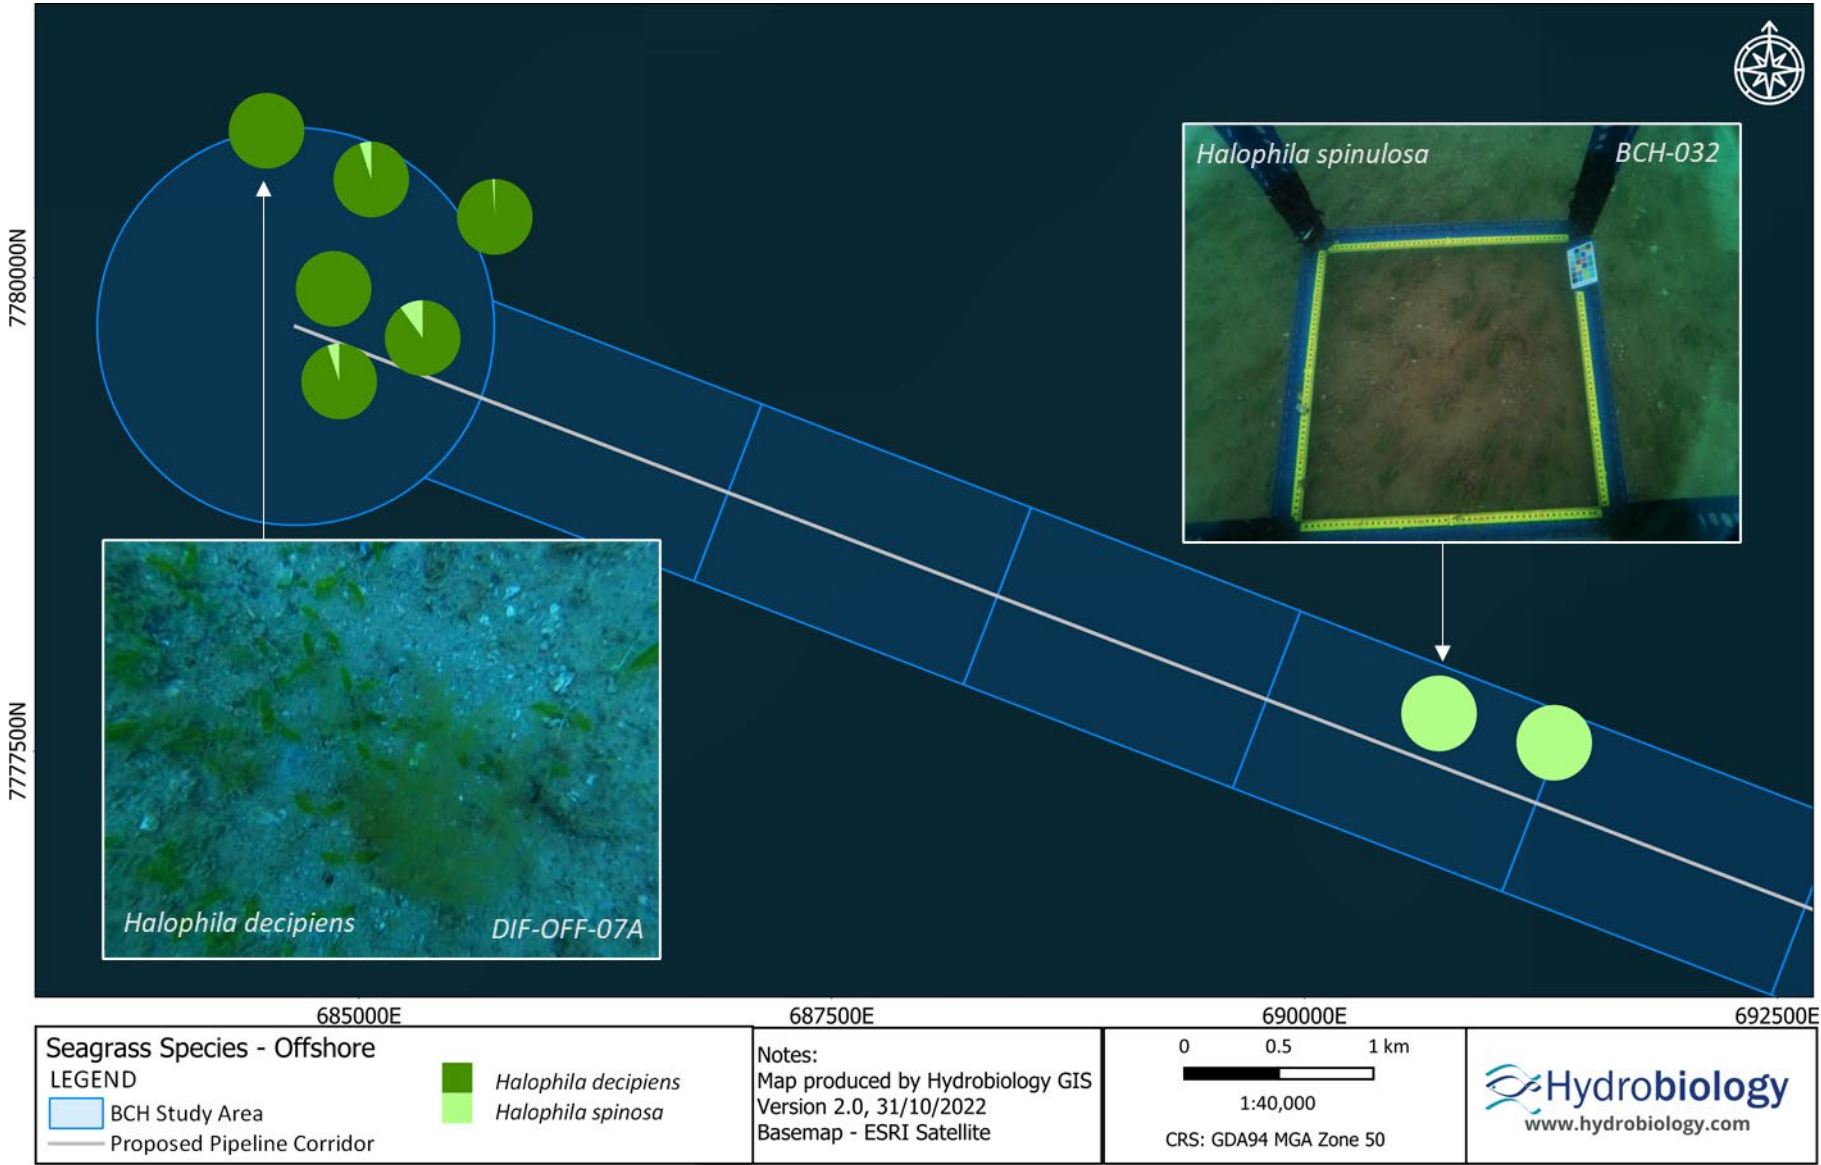 Halophila spinulosa BCH-032
7780000N
7777500N
Halophila decipiens DIF-OFF-07A
685000E 687500E 690000E 692500E
Seagrass Species - Offshore
LEGEND
BCH Study Area
Proposed Pipeline Corridor
Halophila decipiens
Halophila spinosa
Notes:
Map produced by Hydrobiology GIS
Version 2.0, 31/10/2022
Basemap - ESRI Satellite
0 0.5 1 km
1:40,000
CRS: GDA94 MGA Zone 50
Hydrobiology
www.hydrobiology.com